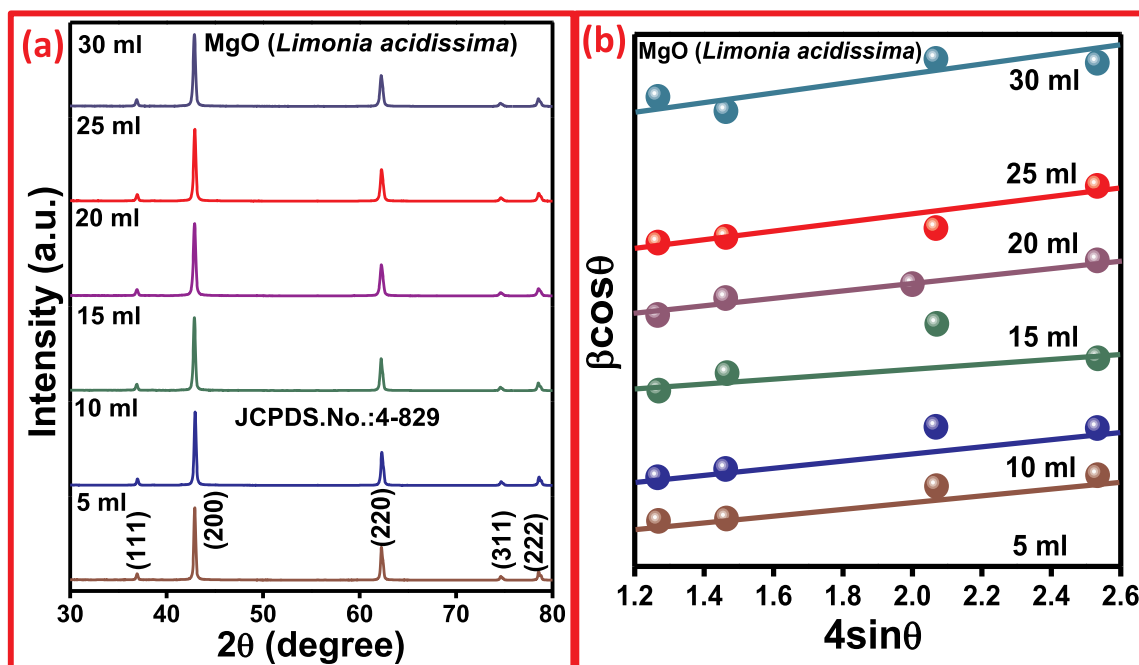 (a)
30 ml
MgO (Limonia acidissima)
25 ml
20 ml
15 ml
10 ml
JCPDS.No.:4-829
5 ml
(111)
(200)
(220)
(311)
(222)
30 40 50 60 70 80
2θ (degree)
Intensity (a.u.)
(b)
MgO (Limonia acidissima)
30 ml
25 ml
20 ml
15 ml
10 ml
5 ml
1.2 1.4 1.6 1.8 2.0 2.2 2.4 2.6
4sinθ
βcosθ